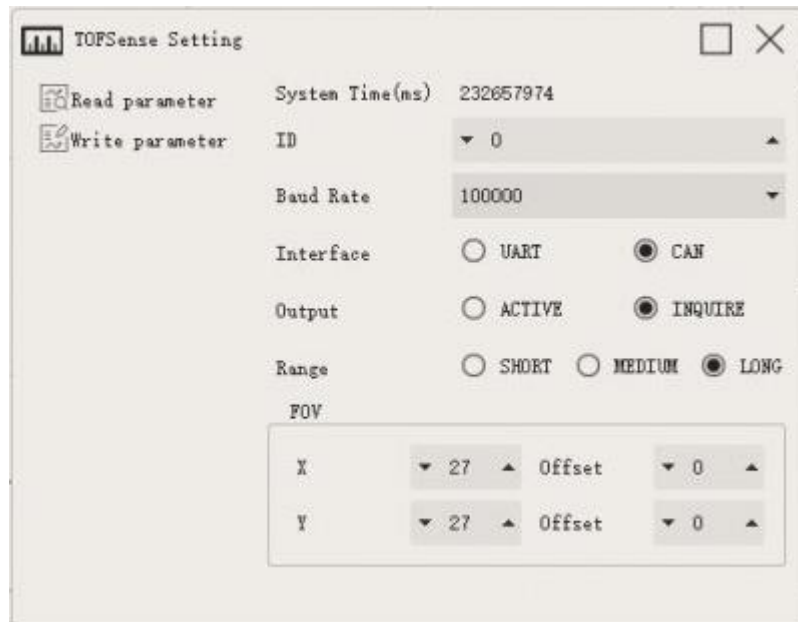 TOFSense Setting
Read parameter
Write parameter
System Time(ms) 232657974
ID 0
Baud Rate 100000
Interface UART CAN
Output ACTIVE INQUIRE
Range SHORT MEDIUM LONG
FOV
X 27 Offset 0
Y 27 Offset 0